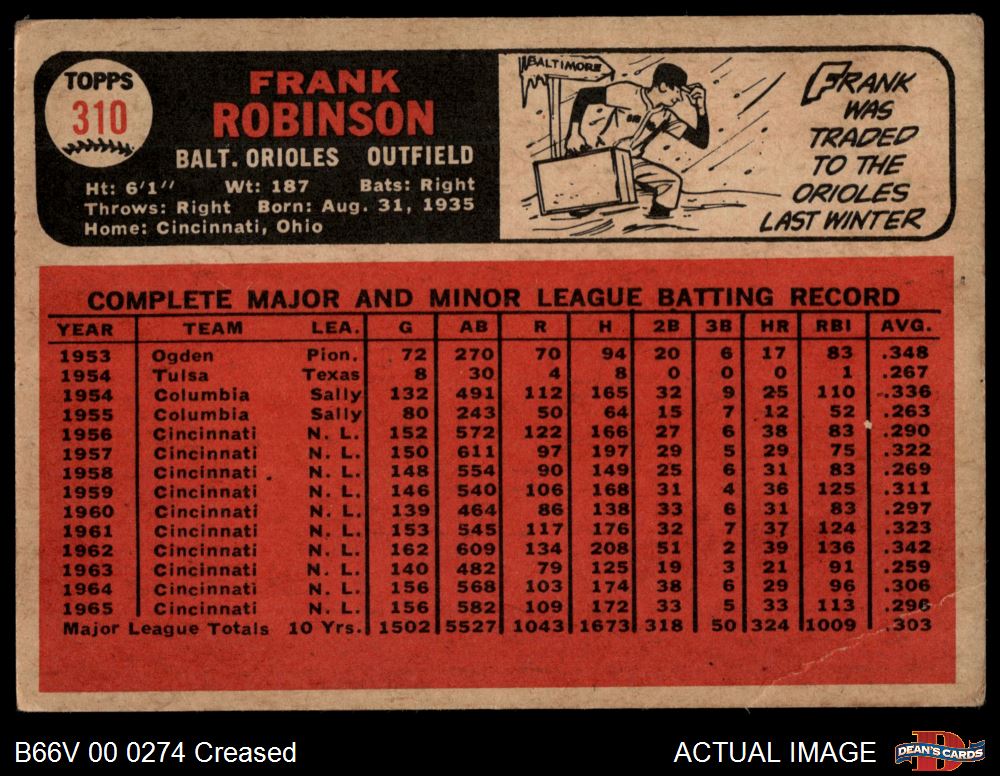 TOPPS
310
FRANK
ROBINSON
BALT. ORIOLES OUTFIELD
Ht: 6'1" Wt: 187 Bats: Right
Throws: Right Born: Aug. 31, 1935
Home: Cincinnati, Ohio
BALTIMORE
FRANK
WAS
TRADED
TO THE
ORIOLES
LAST WINTER
COMPLETE MAJOR AND MINOR LEAGUE BATTING RECORD
YEAR TEAM LEA. G AB R H 2B 3B HR RBI AVG.
1953 Ogden Pion. 72 270 70 94 20 6 17 83 .348
1954 Tulsa Texas 8 30 4 8 0 0 0 1 .267
1954 Columbia Sally 132 491 112 165 32 9 25 110 .336
1955 Columbia Sally 80 243 50 64 15 7 12 52 .263
1956 Cincinnati N. L. 152 572 122 166 27 6 38 83 .290
1957 Cincinnati N. L. 150 611 97 197 29 5 29 75 .322
1958 Cincinnati N. L. 148 554 90 149 25 6 31 83 .269
1959 Cincinnati N. L. 146 540 106 168 31 4 36 125 .311
1960 Cincinnati N. L. 139 464 86 138 33 6 31 83 .297
1961 Cincinnati N. L. 153 545 117 176 32 7 37 124 .323
1962 Cincinnati N. L. 162 609 134 208 51 2 39 136 .342
1963 Cincinnati N. L. 140 482 79 125 19 3 21 91 .259
1964 Cincinnati N. L. 156 568 103 174 38 6 29 96 .306
1965 Cincinnati N. L. 156 582 109 172 33 5 33 113 .296
Major League Totals 10 Yrs. 1502 5527 1043 1673 318 50 324 1009 .303
B66V 00 0274 Creased ACTUAL IMAGE
DEAN'S CARDS